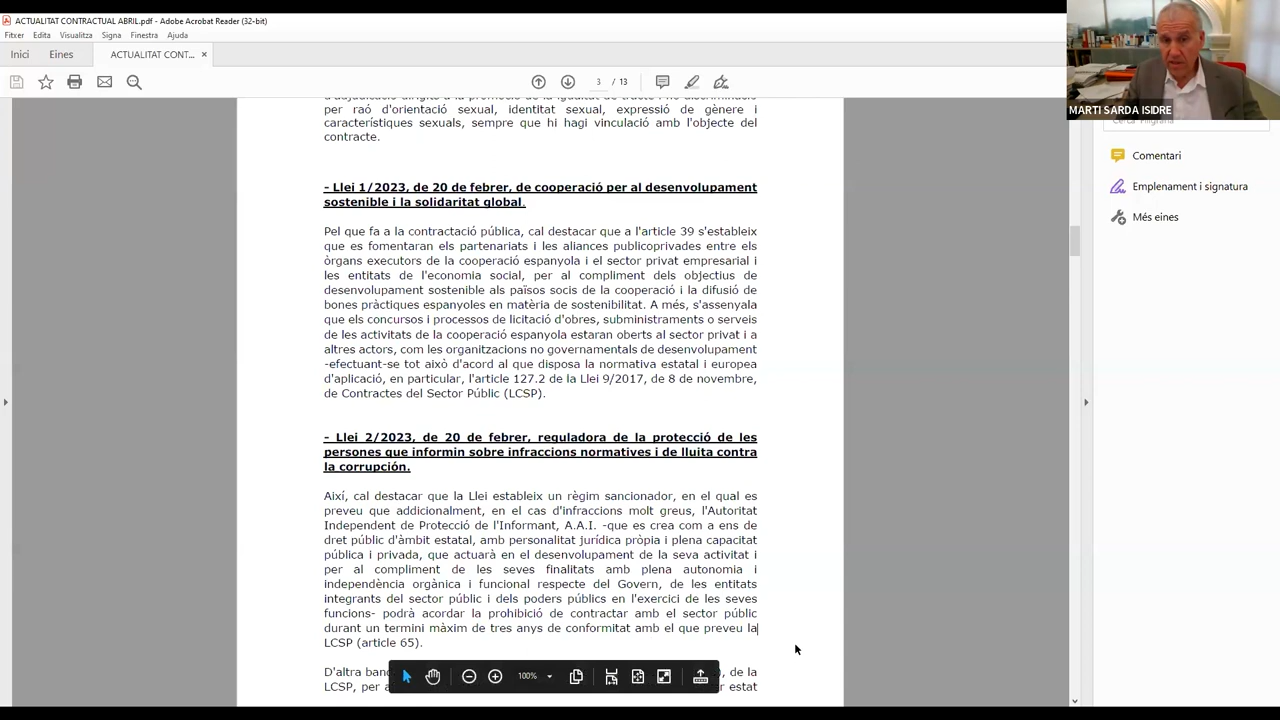 ACTUALITAT CONTRACTUAL ABRIL.pdf - Adobe Acrobat Reader (32-bit)
Fitxer Edita Visualitza Signa Finestra Ajuda
Inici Eines ACTUALITAT CONT... ×
3 / 13
per raó d'orientació sexual, identitat sexual, expressió de gènere i
característiques sexuals, sempre que hi hagi vinculació amb l'objecte del
contracte.
- Llei 1/2023, de 20 de febrer, de cooperació per al desenvolupament
sostenible i la solidaritat global.
Pel que fa a la contractació pública, cal destacar que a l'article 39 s'estableix
que es fomentaran els partenariats i les aliances publicoprivades entre els
òrgans executors de la cooperació espanyola i el sector privat empresarial i
les entitats de l'economia social, per al compliment dels objectius de
desenvolupament sostenible als països socis de la cooperació i la difusió de
bones pràctiques espanyoles en matèria de sostenibilitat. A més, s'assenyala
que els concursos i processos de licitació d'obres, subministraments o serveis
de les activitats de la cooperació espanyola estaran oberts al sector privat i a
altres actors, com les organitzacions no governamentals de desenvolupament
-efectuant-se tot això d'acord al que disposa la normativa estatal i europea
d'aplicació, en particular, l'article 127.2 de la Llei 9/2017, de 8 de novembre,
de Contractes del Sector Públic (LCSP).
- Llei 2/2023, de 20 de febrer, reguladora de la protecció de les
persones que informin sobre infraccions normatives i de lluita contra
la corrupción.
Així, cal destacar que la Llei estableix un règim sancionador, en el qual es
preveu que addicionalment, en el cas d'infraccions molt greus, l'Autoritat
Independent de Protecció de l'Informant, A.A.I. -que es crea com a ens de
dret públic d'àmbit estatal, amb personalitat jurídica pròpia i plena capacitat
pública i privada, que actuarà en el desenvolupament de la seva activitat i
per al compliment de les seves finalitats amb plena autonomia i
independència orgànica i funcional respecte del Govern, de les entitats
integrants del sector públic i dels poders públics en l'exercici de les seves
funcions- podrà acordar la prohibició de contractar amb el sector públic
durant un termini màxim de tres anys de conformitat amb el que preveu la
LCSP (article 65).
D'altra , de la
LCSP, per estat
100%
MARTI SARDA ISIDRE
Comentari
Emplenament i signatura
Més eines